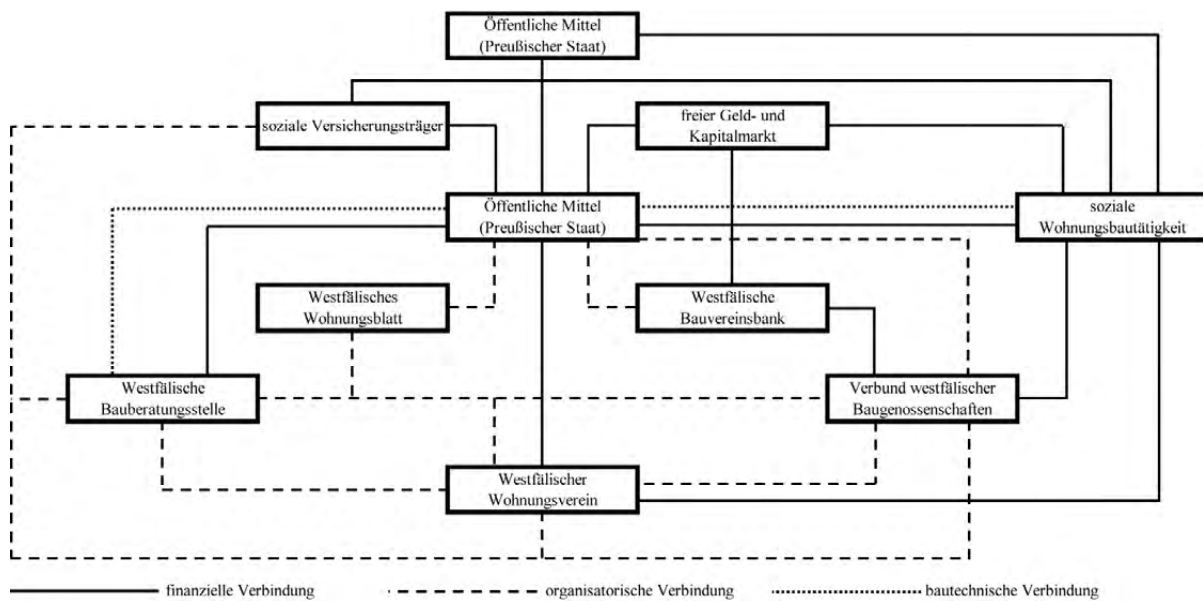 Öffentliche Mittel
(Preußischer Staat)
soziale Versicherungsträger
freier Geld- und
Kapitalmarkt
Öffentliche Mittel
(Preußischer Staat)
soziale
Wohnungsbautätigkeit
Westfälisches
Wohnungsblatt
Westfälische
Bauvereinsbank
Westfälische
Bauberatungsstelle
Verbund westfälischer
Baugenossenschaften
Westfälischer
Wohnungsverein
finanzielle Verbindung
organisatorische Verbindung
bautechnische Verbindung